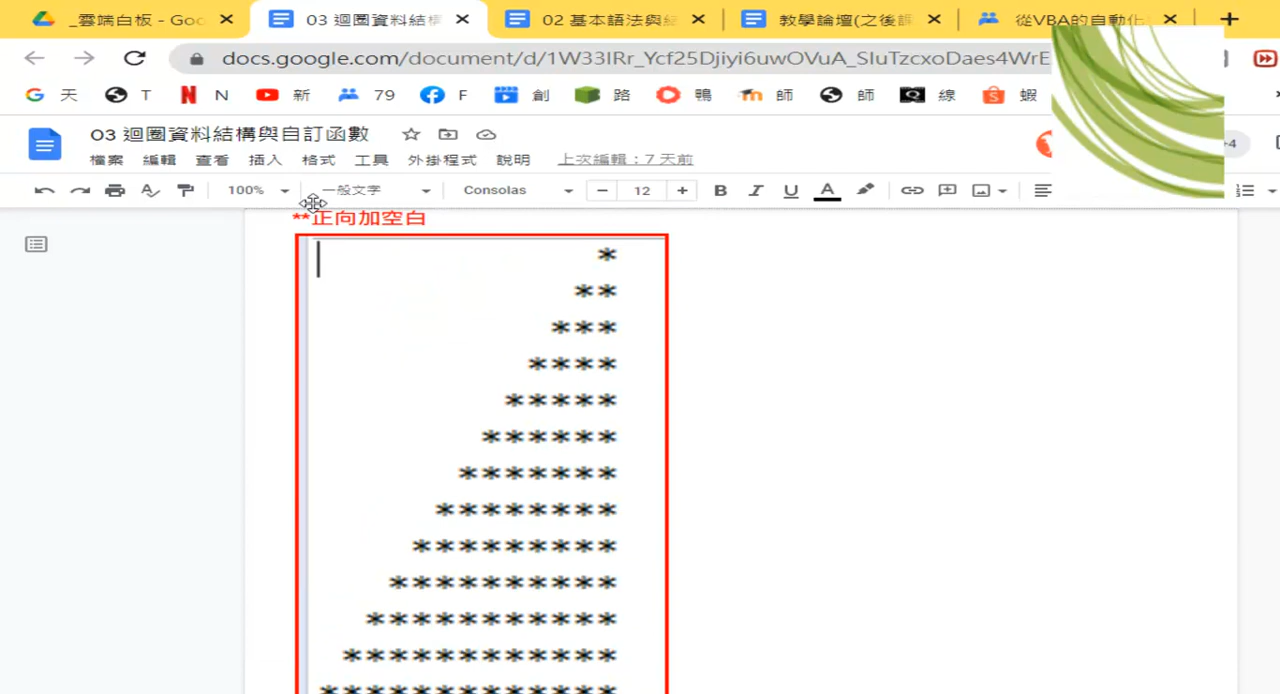 _雲端白板 - Goo
03 迴圈資料結構
02 基本語法與結
教學論壇(之後課
從VBA的自動化
docs.google.com/document/d/1W33IRr_Ycf25Djiyi6uwOVuA_SIuTzcxoDaes4WrE
天 T N 新 79 F 創 路 鴨 師 師 線 蝦
03 迴圈資料結構與自訂函數
檔案 編輯 查看 插入 格式 工具 外掛程式 說明 上次編輯：7 天前
100% 一般文字 Consolas 12 B I U A
**正向加空白
*
**
***
****
*****
******
*******
********
*********
**********
***********
************
*************